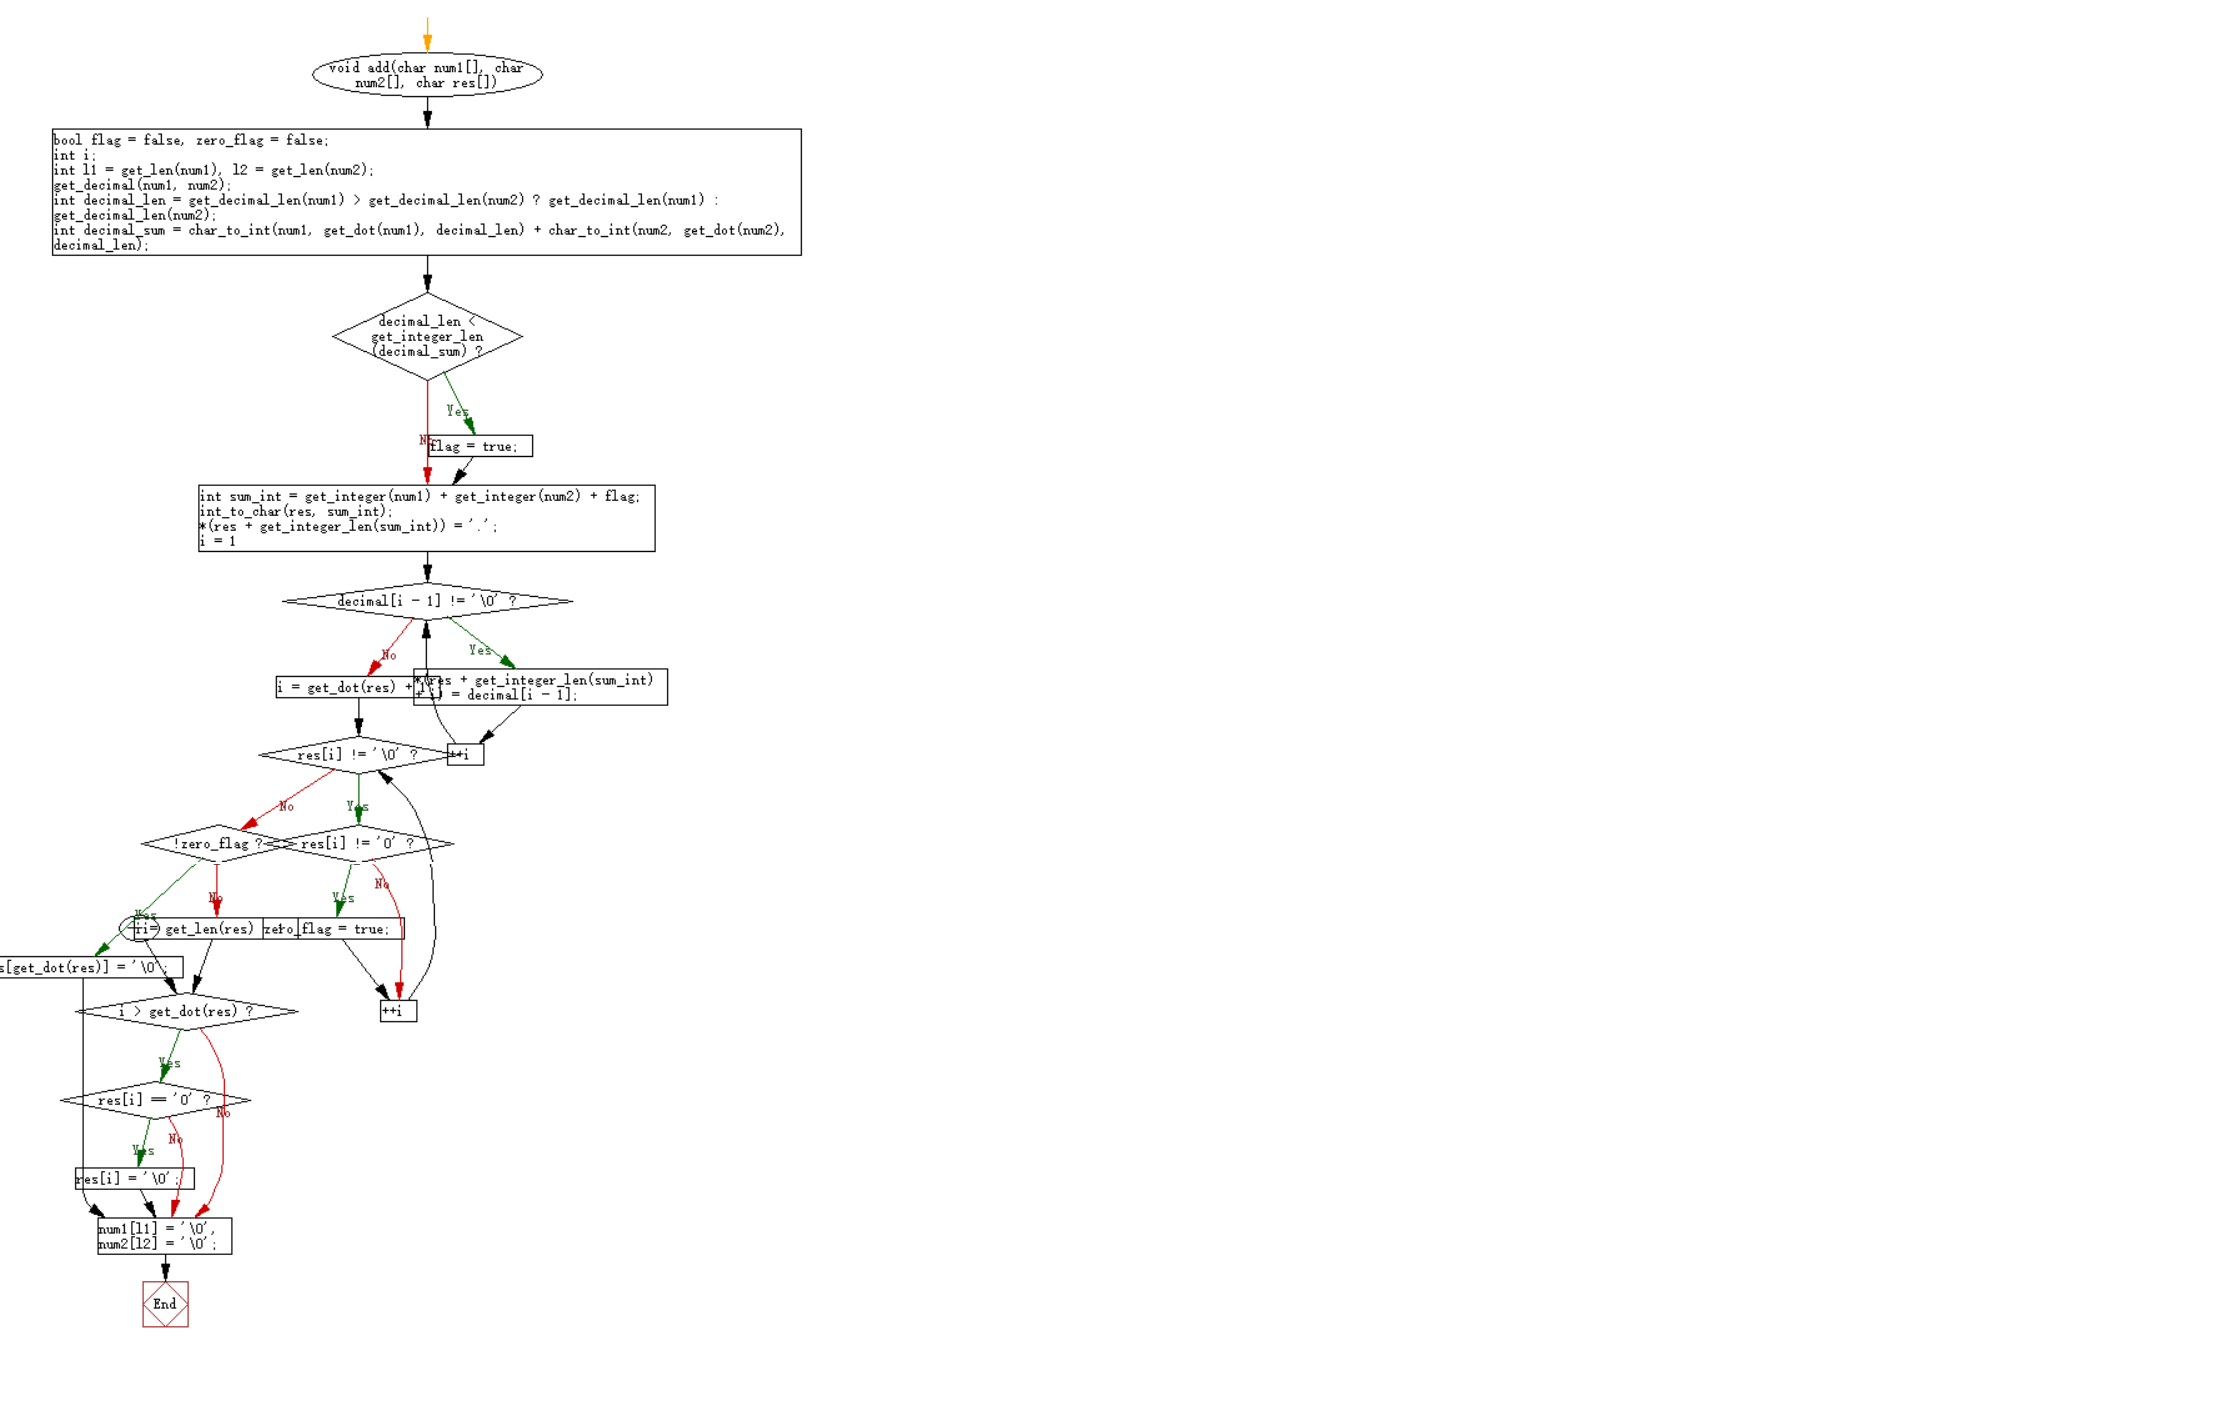 void add(char num1[], char
num2[], char res[])
bool flag = false, zero_flag = false;
int i;
int l1 = get_len(num1), l2 = get_len(num2);
get_decimal(num1, num2);
int decimal_len = get_decimal_len(num1) > get_decimal_len(num2) ? get_decimal_len(num1) :
get_decimal_len(num2);
int decimal_sum = char_to_int(num1, get_dot(num1), decimal_len) + char_to_int(num2, get_dot(num2),
decimal_len);
decimal_len <
get_integer_len
(decimal_sum) ?
Yes
No
flag = true;
int sum_int = get_integer(num1) + get_integer(num2) + flag;
int_to_char(res, sum_int);
*(res + get_integer_len(sum_int)) = '.';
i = 1
decimal[i - 1] != '\0' ?
No
Yes
i = get_dot(res) + 1
*(res + get_integer_len(sum_int)
+ i) = decimal[i - 1];
res[i] != '\0' ?
++i
No
Yes
!zero_flag ?
res[i] != '0' ?
No
Yes
No
Yes
= get_len(res)
zero_flag = true;
s[get_dot(res)] = '\0';
i > get_dot(res) ?
++i
Yes
res[i] == '0' ?
No
No
Yes
res[i] = '\0';
num1[l1] = '\0',
num2[l2] = '\0';
End